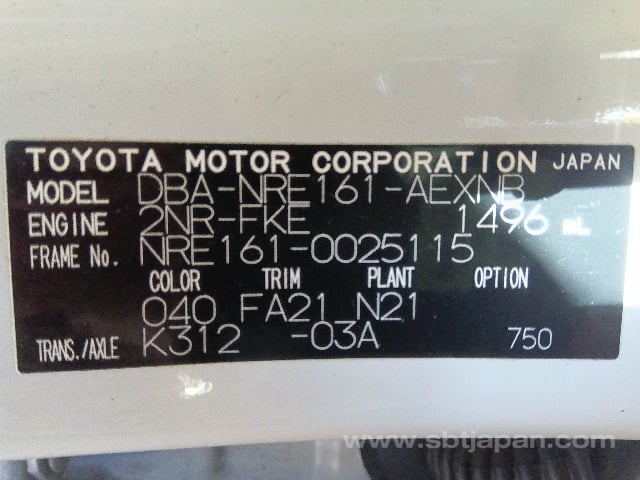 TOYOTA MOTOR CORPORATION JAPAN
MODEL DBA-NRE161-AEXNB
ENGINE 2NR-FKE 1496 mL
FRAME No. NRE161-0025115
COLOR TRIM PLANT OPTION
040 FA21 N21
TRANS./AXLE K312 -03A 750
www.sbtjapan.com